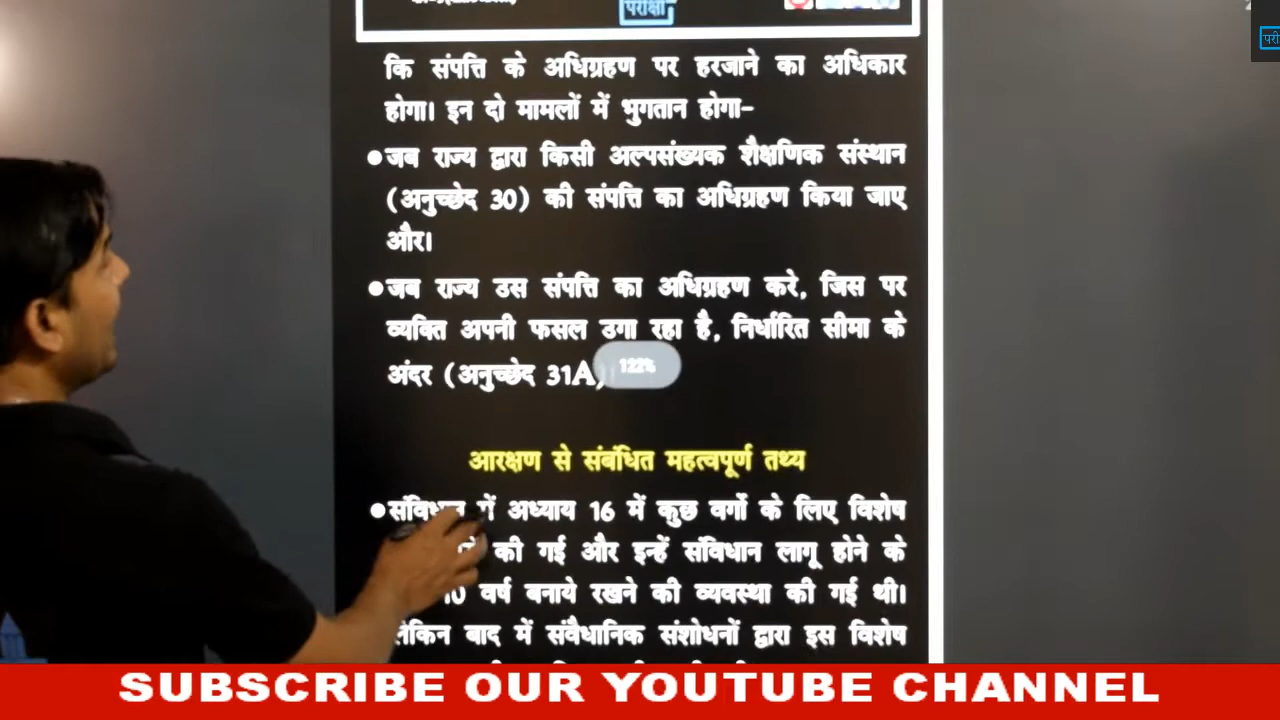 परीक्षा
कि संपत्ति के अधिग्रहण पर हरजाने का अधिकार
होगा। इन दो मामलों में भुगतान होगा-
●जब राज्य द्वारा किसी अल्पसंख्यक शैक्षणिक संस्थान
(अनुच्छेद 30) की संपत्ति का अधिग्रहण किया जाए
और।
●जब राज्य उस संपत्ति का अधिग्रहण करे, जिस पर
व्यक्ति अपनी फसल उगा रहा है, निर्धारित सीमा के
अंदर (अनुच्छेद 31A)
122%
आरक्षण से संबंधित महत्वपूर्ण तथ्य
●संविधान में अध्याय 16 में कुछ वर्गो के लिए विशेष
की गई और इन्हें संविधान लागू होने के
10 वर्ष बनाये रखने की व्यवस्था की गई थी।
लेकिन बाद में संवैधानिक संशोधनों द्वारा इस विशेष
SUBSCRIBE OUR YOUTUBE CHANNEL